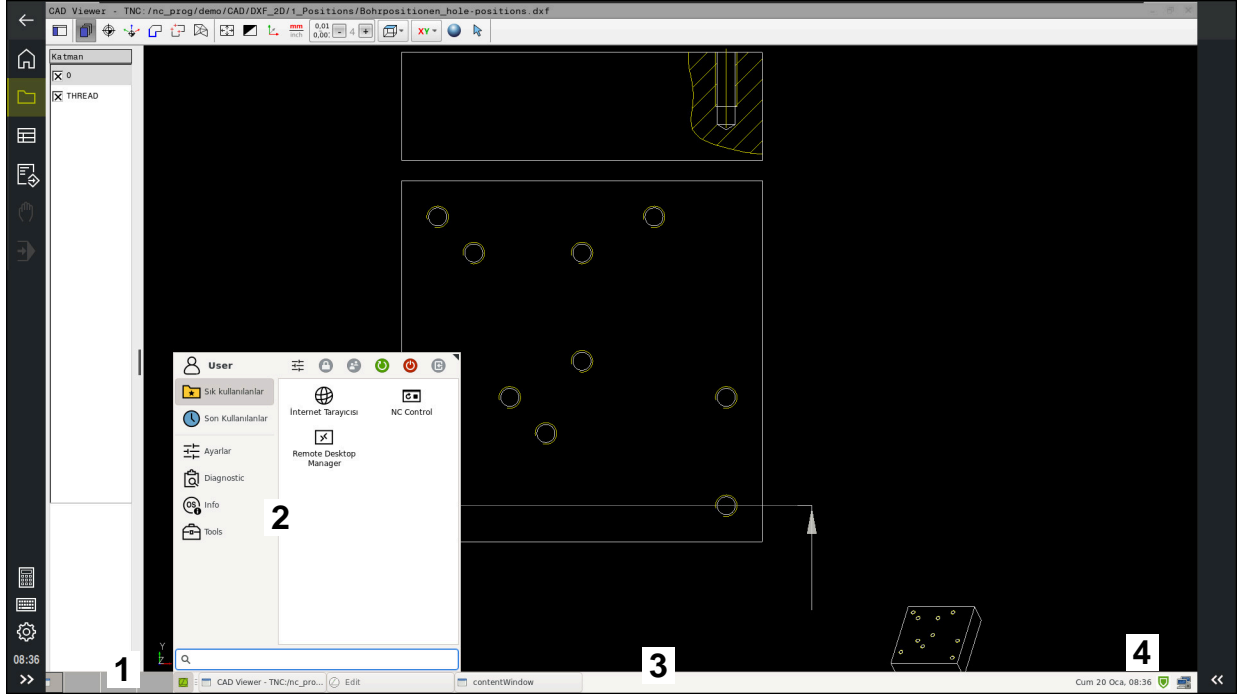 CAD Viewer - TNC:/nc_prog/demo/CAD/DXF_2D/1_Positions/Bohrpositionen_hole-positions.dxf
mm
inch
0,01
0,00:
4
XY
Katman
0
THREAD
User
Sık kullanılanlar
Son Kullanılanlar
Ayarlar
Diagnostic
OS
Info
Tools
İnternet Tarayıcısı
NC Control
Remote Desktop
Manager
2
Y
Z
08:36
1
CAD Viewer - TNC:/nc_pro...
Edit
contentWindow
3
4
Cum 20 Oca, 08:36